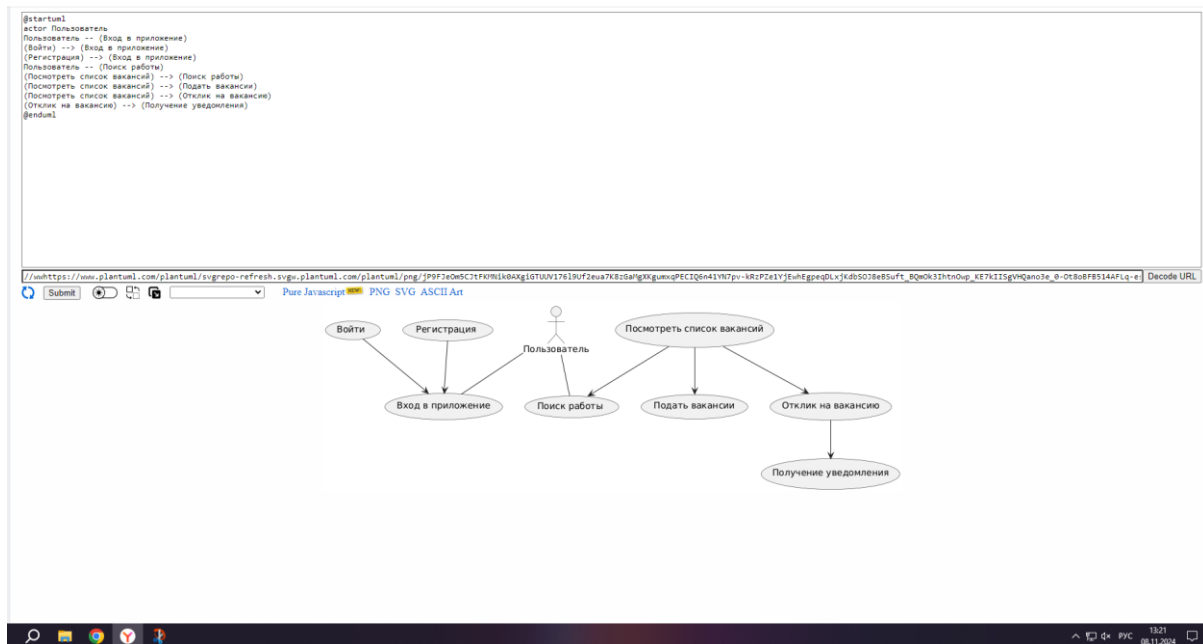 @startuml
actor Пользователь
Пользователь -- (Вход в приложение)
(Войти) --> (Вход в приложение)
(Регистрация) --> (Вход в приложение)
Пользователь -- (Поиск работы)
(Посмотреть список вакансий) --> (Поиск работы)
(Посмотреть список вакансий) --> (Подать вакансии)
(Посмотреть список вакансий) --> (Отклик на вакансию)
(Отклик на вакансию) --> (Получение уведомления)
@enduml
Decode URL
Submit Pure Javascript NEW! PNG SVG ASCII Art
Войти Регистрация Посмотреть список вакансий
Пользователь
Вход в приложение Поиск работы Подать вакансии Отклик на вакансию
Получение уведомления
13:21
РУС
08.11.2024